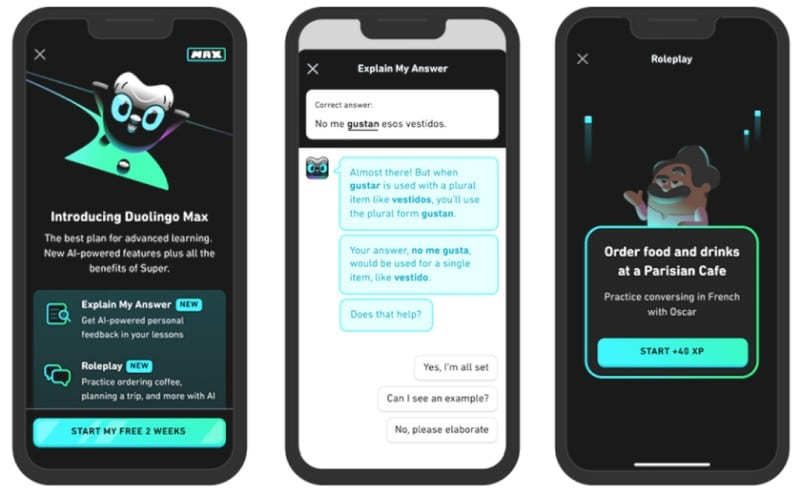 MAX
Introducing Duolingo Max
The best plan for advanced learning.
New AI-powered features plus all the
benefits of Super.
Explain My Answer NEW
Get AI-powered personal
feedback in your lessons
Roleplay NEW
Practice ordering coffee,
planning a trip, and more with AI
START MY FREE 2 WEEKS
Explain My Answer
Correct answer:
No me gustan esos vestidos.
Almost there! But when
gustar is used with a plural
item like vestidos, you'll use
the plural form gustan.
Your answer, no me gusta,
would be used for a single
item, like vestido.
Does that help?
Yes, I'm all set
Can I see an example?
No, please elaborate
Roleplay
Order food and drinks
at a Parisian Cafe
Practice conversing in French
with Oscar
START +40 XP